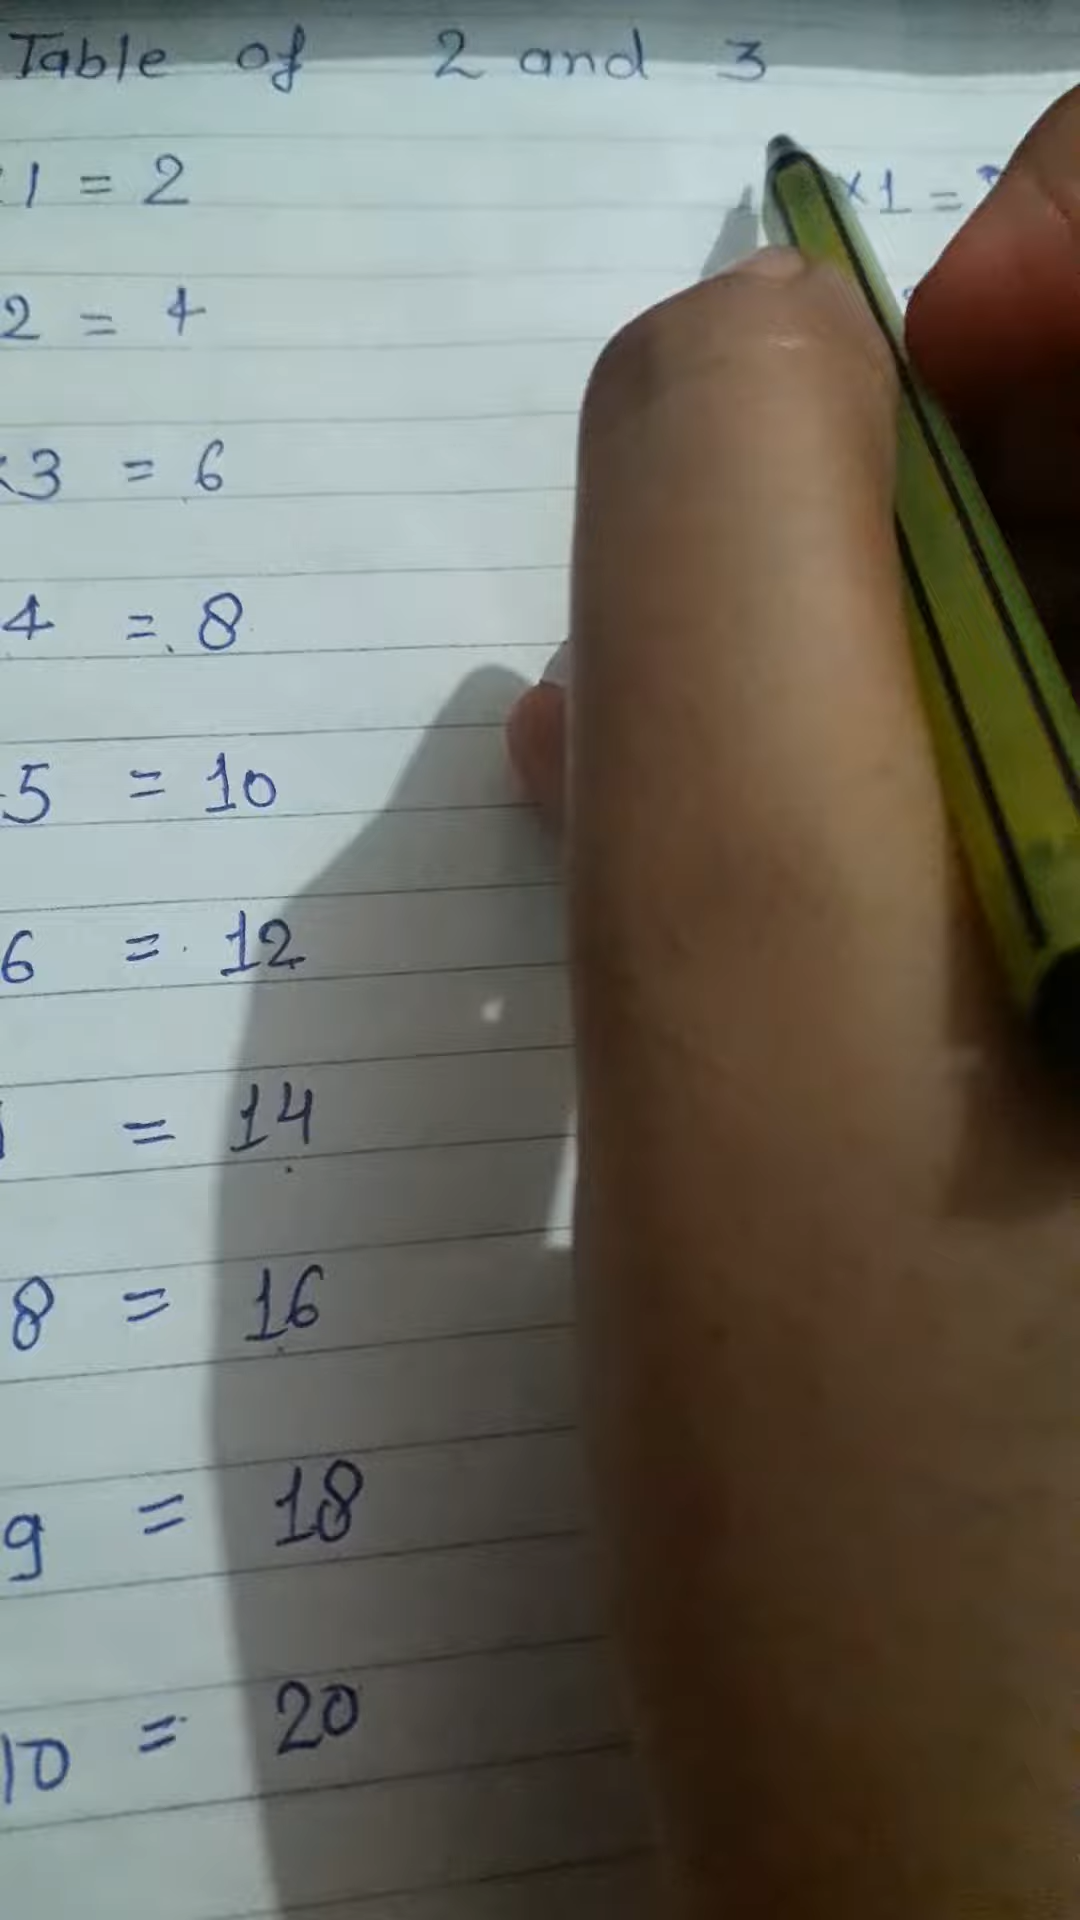 Table of 2 and 3
1 = 2
×1 =
2 = 4
×3 = 6
4 = 8
5 = 10
6 = 12
= 14
8 = 16
9 = 18
10 = 20